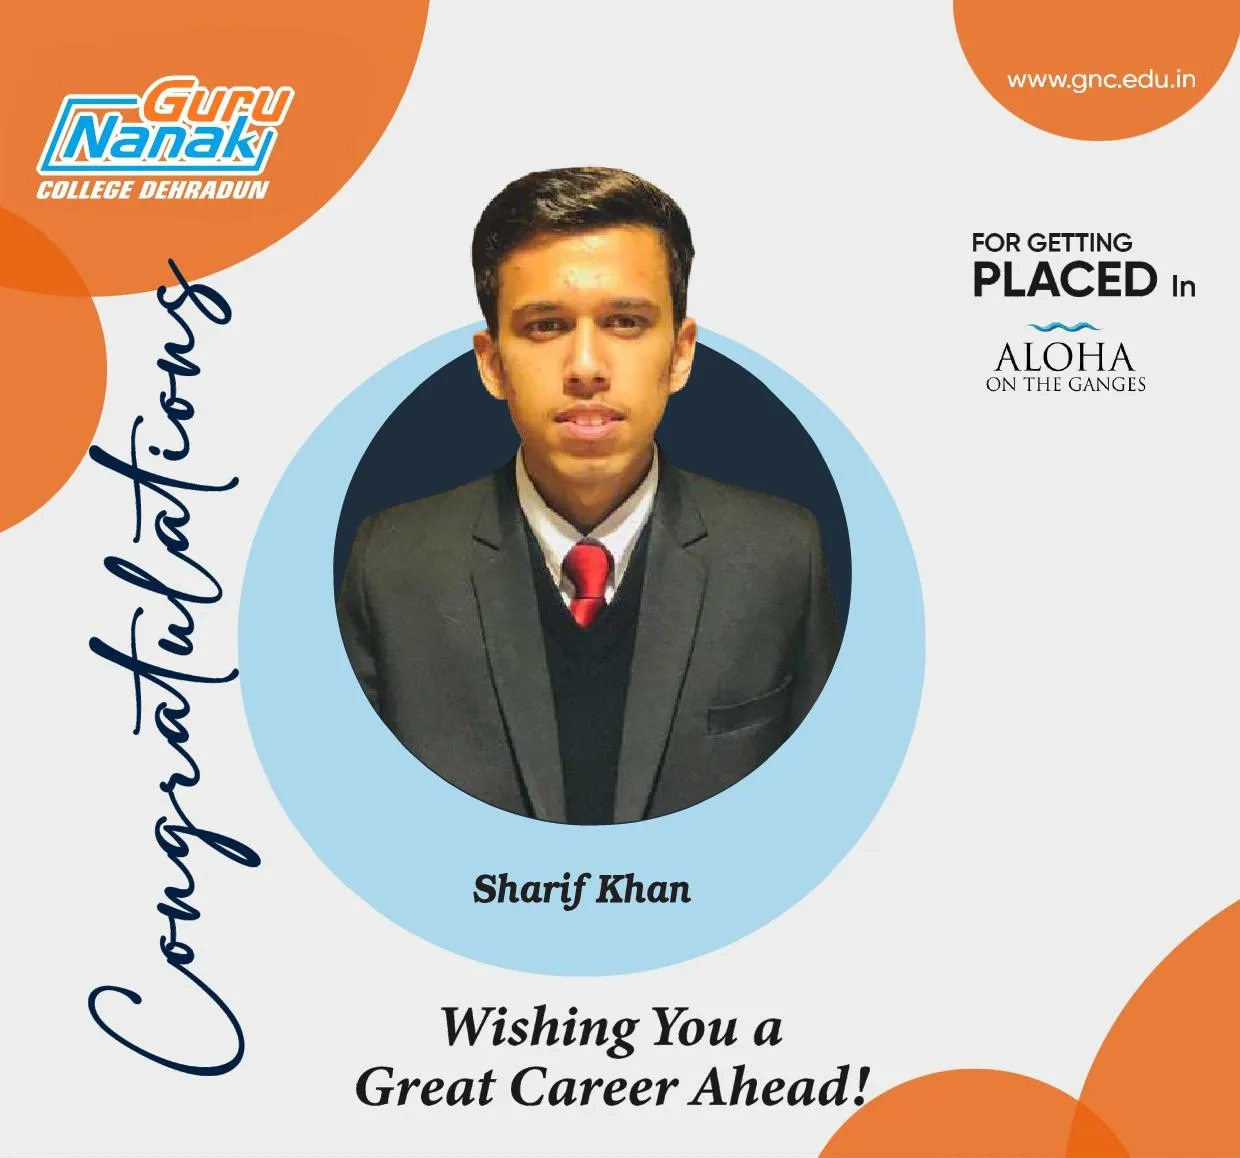 Guru
Nanak
COLLEGE DEHRADUN
www.gnc.edu.in
Congratulations
FOR GETTING
PLACED In
ALOHA
ON THE GANGES
Sharif Khan
Wishing You a
Great Career Ahead!